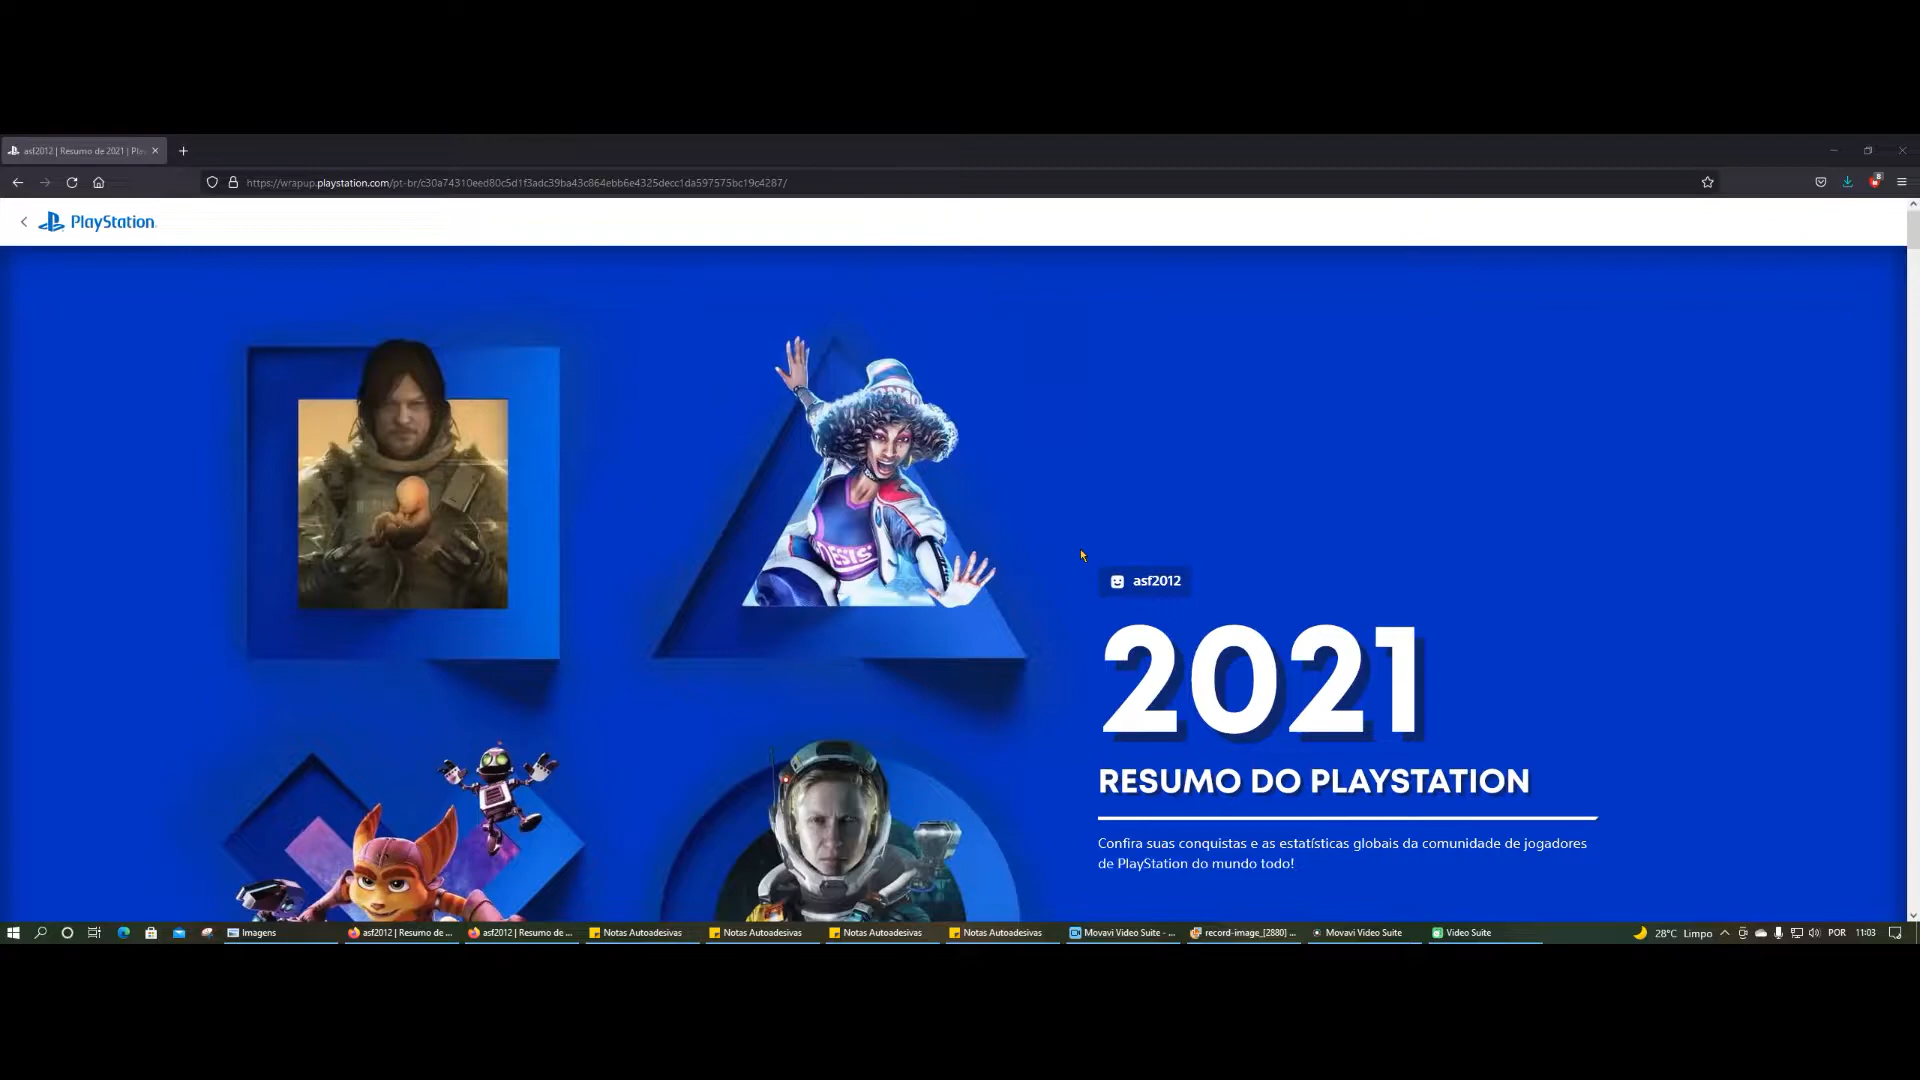 asf2012 | Resumo de 2021 | Pla
https://wrapup.playstation.com/pt-br/c30a74310eed80c5d1f3adc39ba43c864ebb6e4325decc1da597575bc19c4287/
8
PlayStation
ESIS
asf2012
2021
RESUMO DO PLAYSTATION
Confira suas conquistas e as estatísticas globais da comunidade de jogadores
de PlayStation do mundo todo!
Imagens
asf2012 | Resumo de ...
asf2012 | Resumo de ...
Notas Autoadesivas
Notas Autoadesivas
Notas Autoadesivas
Notas Autoadesivas
Movavi Video Suite - ...
record-image_[2880] ...
Movavi Video Suite
Video Suite
28°C Limpo
POR
11:03